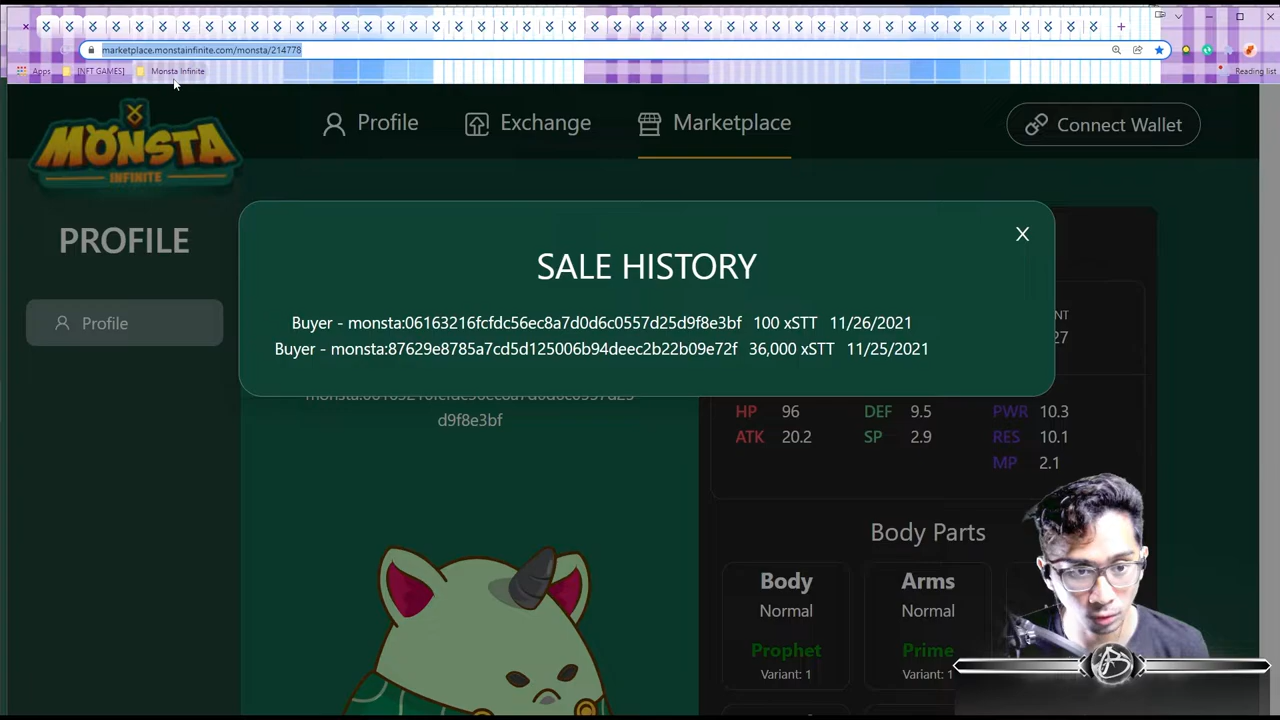 marketplace.monstainfinite.com/monsta/214778
Apps [NFT GAMES] Monsta Infinite Reading list
MONSTA
INFINITE
Profile Exchange Marketplace Connect Wallet
PROFILE
Profile
X
SALE HISTORY
Buyer - monsta:06163216fcfdc56ec8a7d0d6c0557d25d9f8e3bf 100 xSTT 11/26/2021
Buyer - monsta:87629e8785a7cd5d125006b94deec2b22b09e72f 36,000 xSTT 11/25/2021
d9f8e3bf
HP 96 DEF 9.5 PWR 10.3
ATK 20.2 SP 2.9 RES 10.1
MP 2.1
Body Parts
Body Arms
Normal Normal
Prophet Prime
Variant: 1 Variant: 1